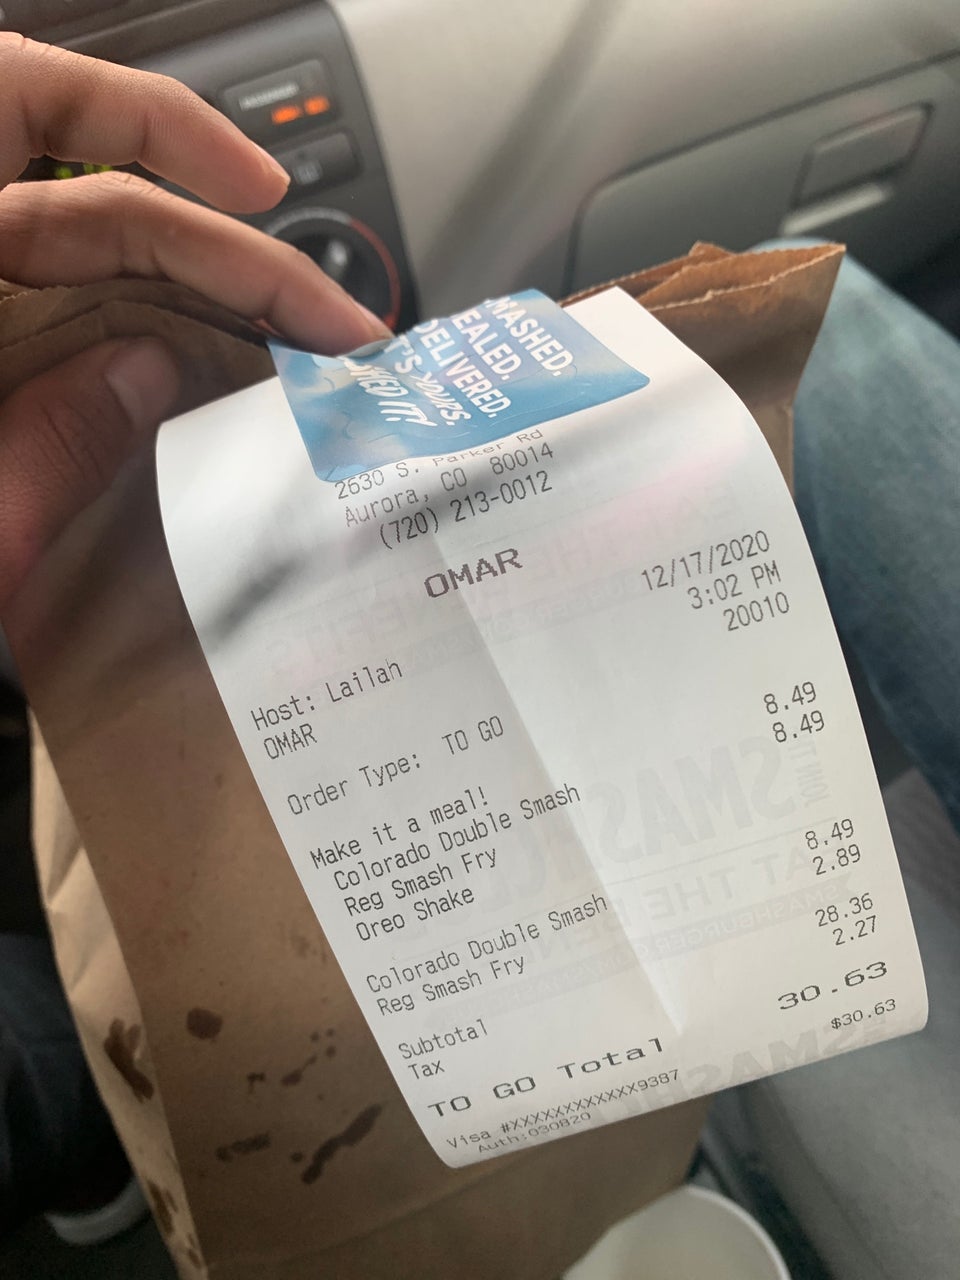 MASHED.
EALED.
DELIVERED.
T'S YOURS.
HED IT!
2630 S. Parker Rd
Aurora, CO 80014
(720) 213-0012
OMAR
12/17/2020
3:02 PM
20010
Host: Lailah
OMAR
Order Type: TO GO
Make it a meal! 8.49
Colorado Double Smash 8.49
Reg Smash Fry
Oreo Shake
Colorado Double Smash 8.49
Reg Smash Fry 2.89
Subtotal 28.36
Tax 2.27
TO GO Total 30.63
Visa #XXXXXXXXXXXX9387 $30.63
Auth:030820